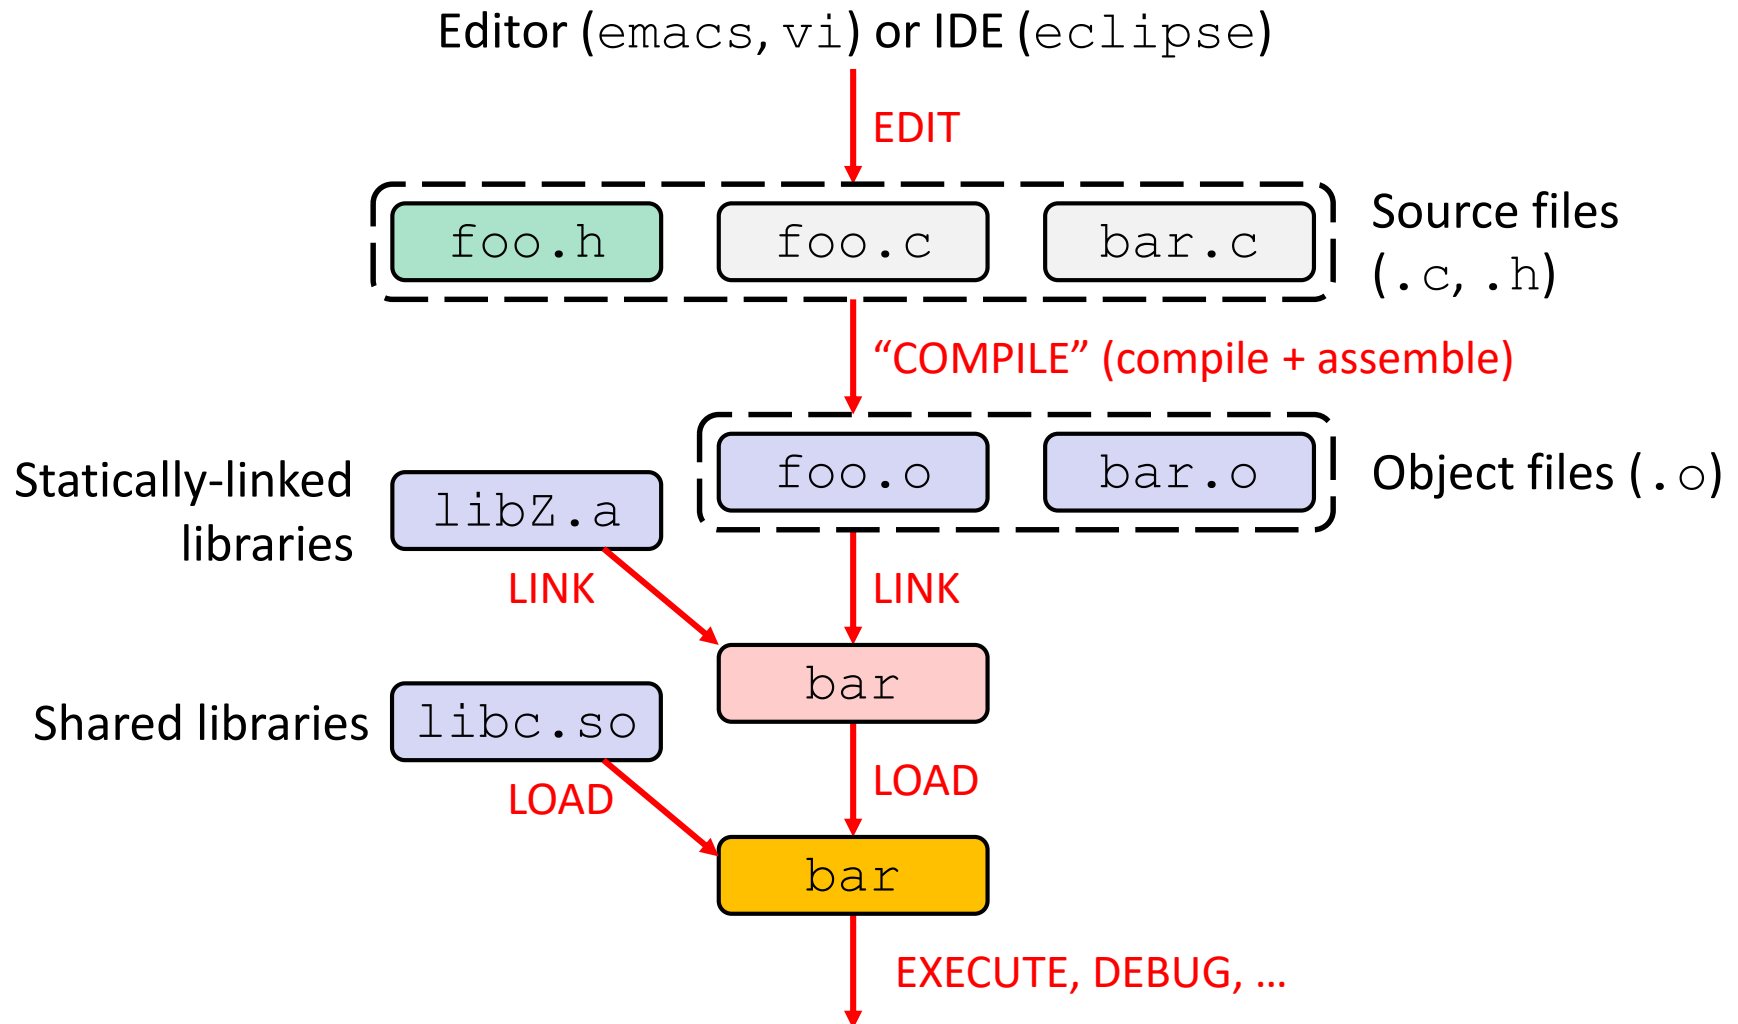 Editor (emacs, vi) or IDE (eclipse)
EDIT
foo.h
foo.c
bar.c
Source files
(.c, .h)
“COMPILE” (compile + assemble)
Statically-linked
libraries
libZ.a
foo.o
bar.o
Object files (.o)
LINK
LINK
bar
Shared libraries
libc.so
LOAD
LOAD
bar
EXECUTE, DEBUG, …